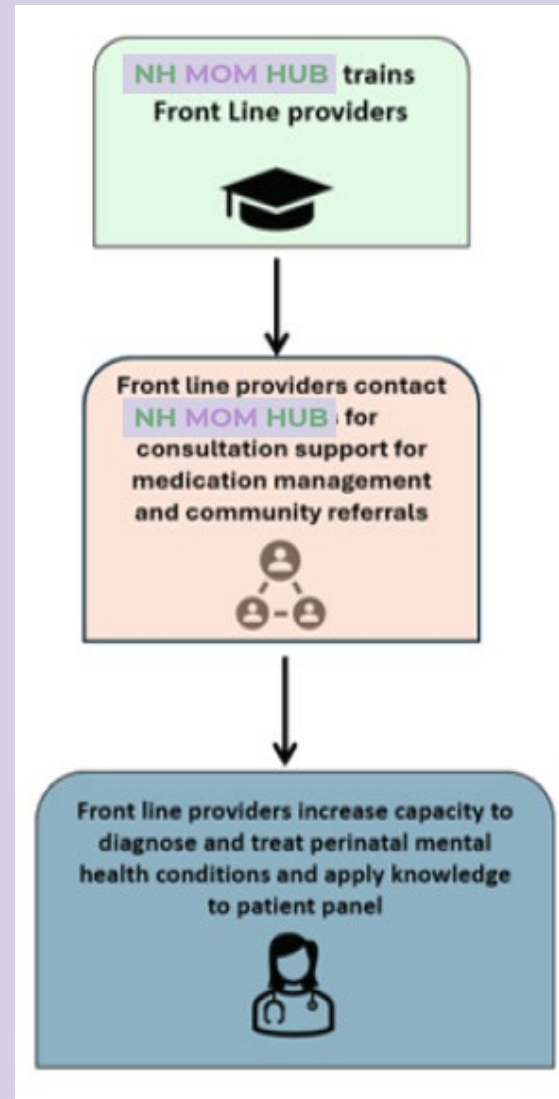 NH MOM HUB trains
Front Line providers
Front line providers contact
NH MOM HUB for
consultation support for
medication management
and community referrals
Front line providers increase capacity to
diagnose and treat perinatal mental
health conditions and apply knowledge
to patient panel